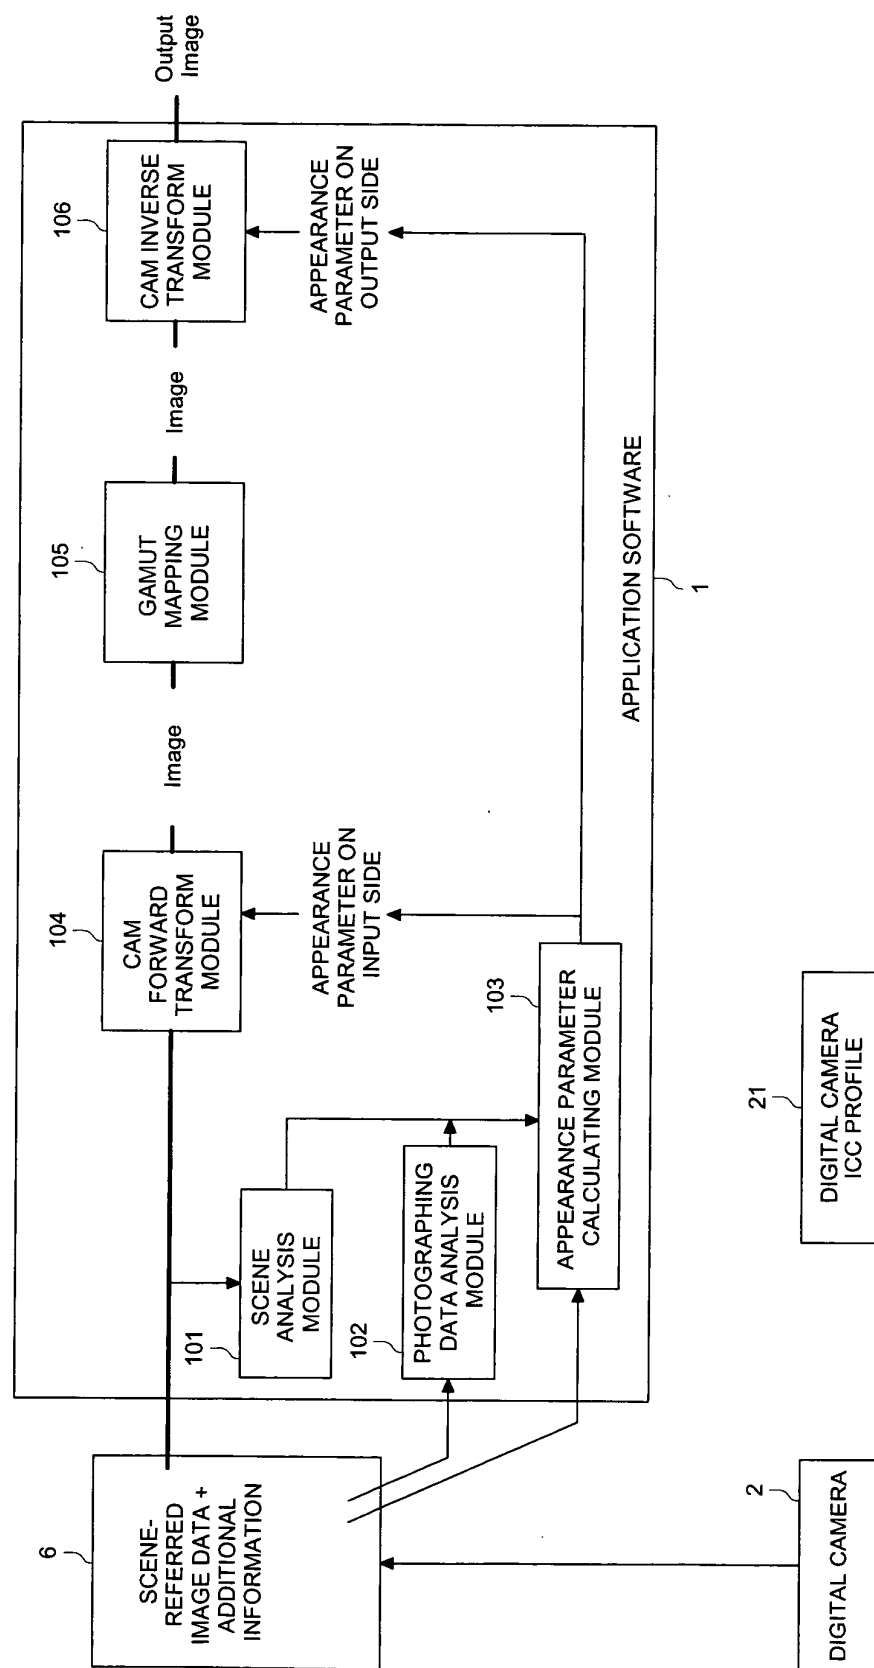 6
SCENE-
REFERRED
IMAGE DATA +
ADDITIONAL
INFORMATION
2
DIGITAL CAMERA
21
DIGITAL CAMERA
ICC PROFILE
101
SCENE
ANALYSIS
MODULE
102
PHOTOGRAPHING
DATA ANALYSIS
MODULE
103
APPEARANCE PARAMETER
CALCULATING MODULE
104
CAM
FORWARD
TRANSFORM
MODULE
APPEARANCE
PARAMETER ON
INPUT SIDE
Image
105
GAMUT
MAPPING
MODULE
Image
106
CAM INVERSE
TRANSFORM
MODULE
APPEARANCE
PARAMETER ON
OUTPUT SIDE
Output
Image
APPLICATION SOFTWARE
1